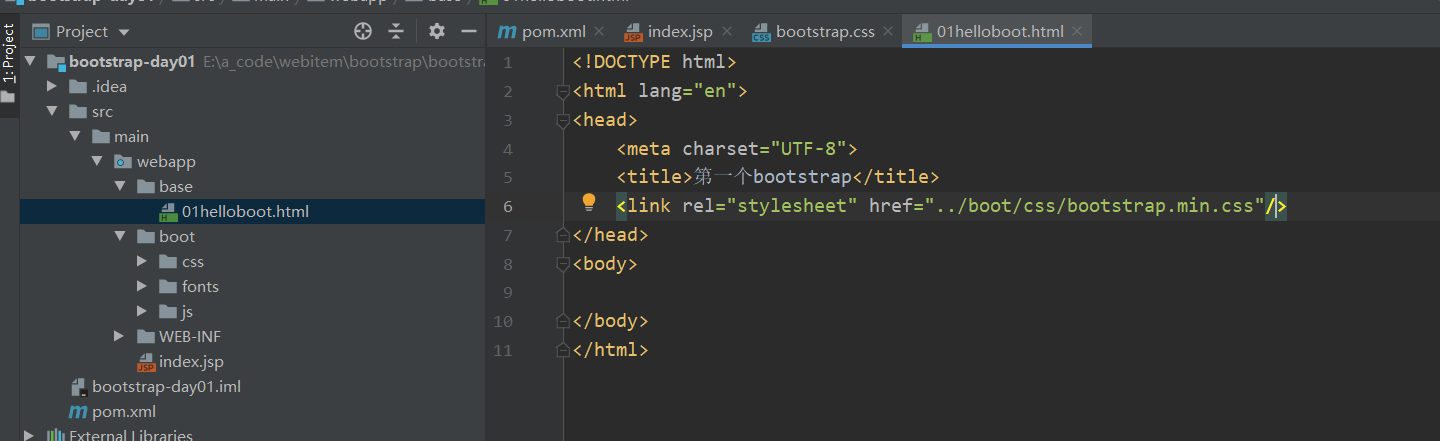 bootstrap-day01 src main webapp base 01helloboot.html
1: Project
Project
bootstrap-day01 E:\a_code\webitem\bootstrap\bootstra
.idea
src
main
webapp
base
01helloboot.html
boot
css
fonts
js
WEB-INF
index.jsp
bootstrap-day01.iml
pom.xml
External Libraries
pom.xml index.jsp bootstrap.css 01helloboot.html
1 <!DOCTYPE html>
2 <html lang="en">
3 <head>
4 <meta charset="UTF-8">
5 <title>第一个bootstrap</title>
6 <link rel="stylesheet" href="../boot/css/bootstrap.min.css"/>
7 </head>
8 <body>
9
10 </body>
11 </html>